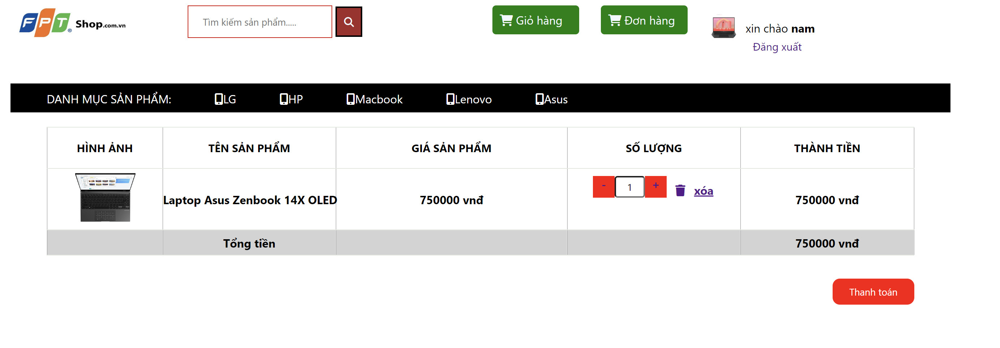 FPT® Shop.com.vn
Tìm kiếm sản phẩm.....
Giỏ hàng
Đơn hàng
xin chào nam
Đăng xuất
DANH MỤC SẢN PHẨM: LG HP Macbook Lenovo Asus
HÌNH ẢNH TÊN SẢN PHẨM GIÁ SẢN PHẨM SỐ LƯỢNG THÀNH TIỀN
Laptop Asus Zenbook 14X OLED 750000 vnđ - 1 + xóa 750000 vnđ
Tổng tiền 750000 vnđ
Thanh toán